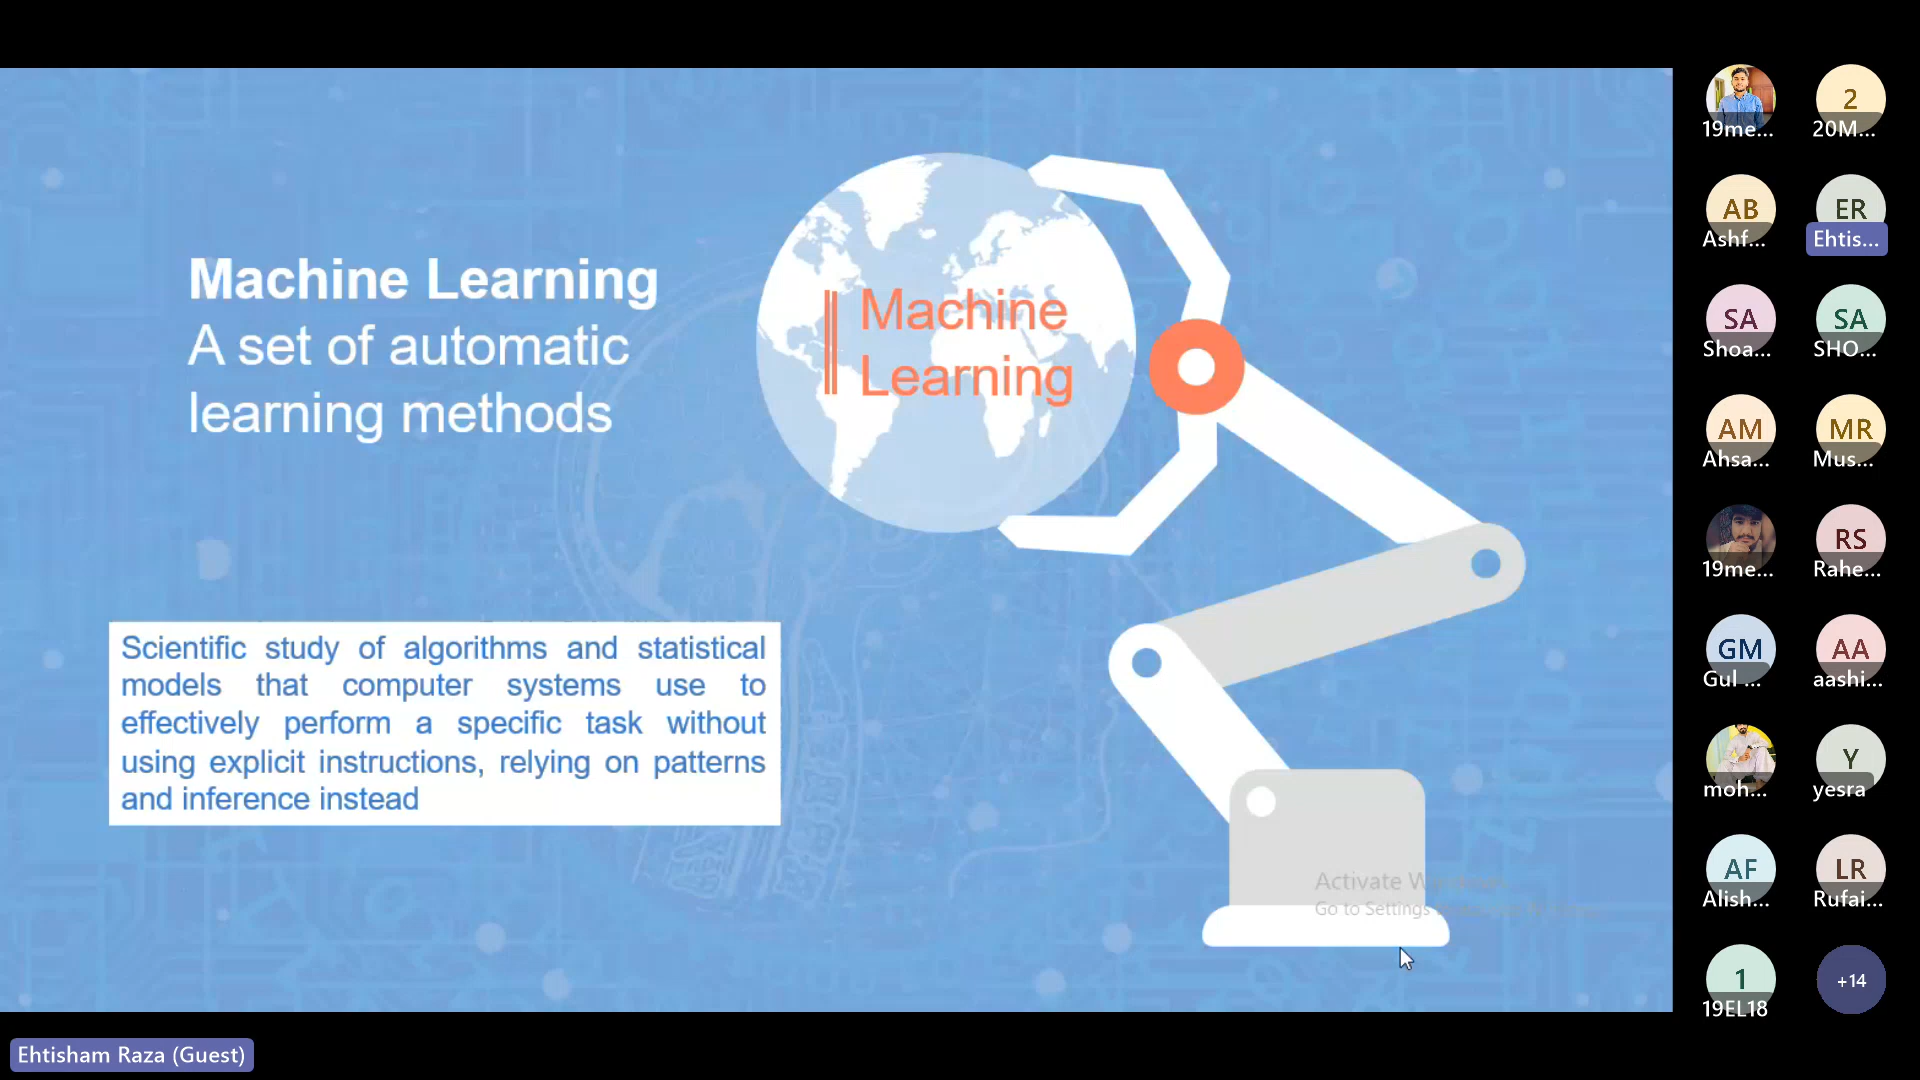 Machine Learning
A set of automatic
learning methods
Machine
Learning
Scientific study of algorithms and statistical
models that computer systems use to
effectively perform a specific task without
using explicit instructions, relying on patterns
and inference instead
Activate
Go to Settings
19me...
2
20M...
AB
Ashf...
ER
Ehtis...
SA
Shoa...
SA
SHO...
AM
Ahsa...
MR
Mus...
19me...
RS
Rahe...
GM
Gul ...
AA
aashi...
moh...
Y
yesra
AF
Alish...
LR
Rufai...
1
19EL18
+14
Ehtisham Raza (Guest)